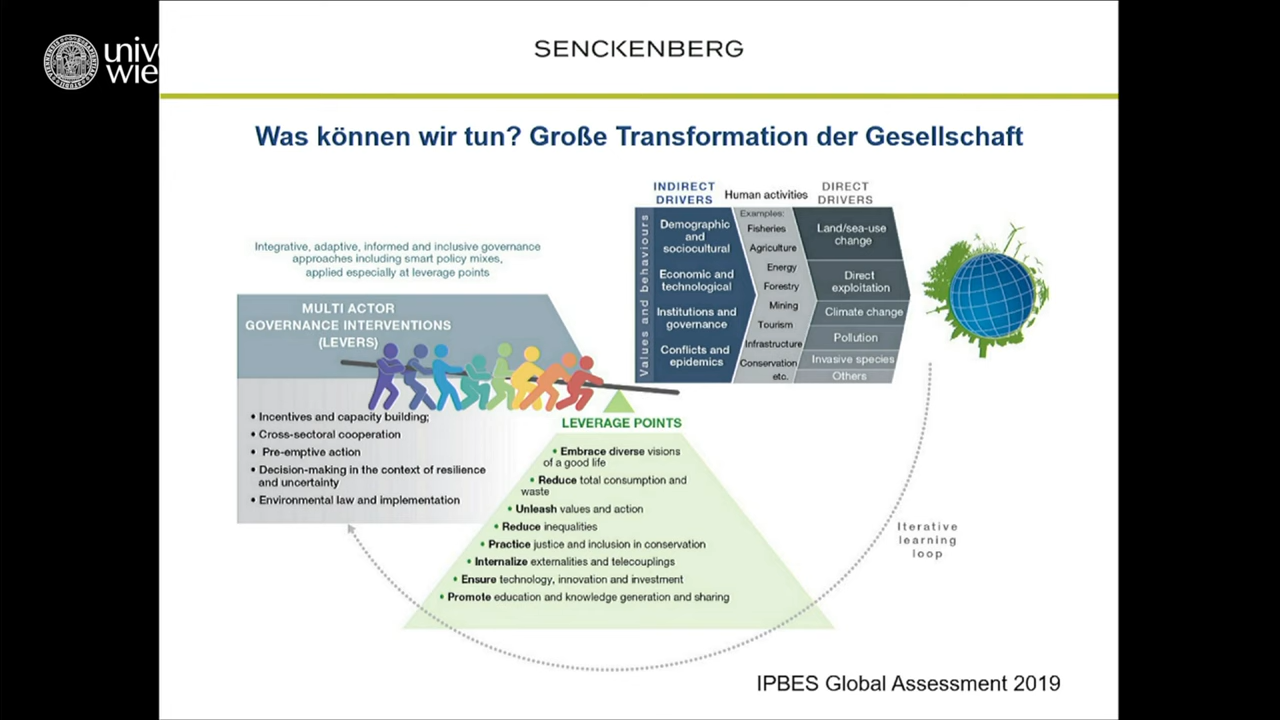 univ
wie
SENCKENBERG
Was können wir tun? Große Transformation der Gesellschaft
Integrative, adaptive, informed and inclusive governance
approaches including smart policy mixes,
applied especially at leverage points
MULTI ACTOR
GOVERNANCE INTERVENTIONS
(LEVERS)
• Incentives and capacity building;
• Cross-sectoral cooperation
• Pre-emptive action
• Decision-making in the context of resilience
and uncertainty
• Environmental law and implementation
LEVERAGE POINTS
• Embrace diverse visions
of a good life
• Reduce total consumption and
waste
• Unleash values and action
• Reduce inequalities
• Practice justice and inclusion in conservation
• Internalize externalities and telecouplings
• Ensure technology, innovation and investment
• Promote education and knowledge generation and sharing
INDIRECT
DRIVERS
Values and behaviours
Demographic
and
sociocultural
Economic and
technological
Institutions and
governance
Conflicts and
epidemics
Human activities
Examples:
Fisheries
Agriculture
Energy
Forestry
Mining
Tourism
Infrastructure
Conservation
etc.
DIRECT
DRIVERS
Land/sea-use
change
Direct
exploitation
Climate change
Pollution
Invasive species
Others
Iterative
learning
loop
IPBES Global Assessment 2019